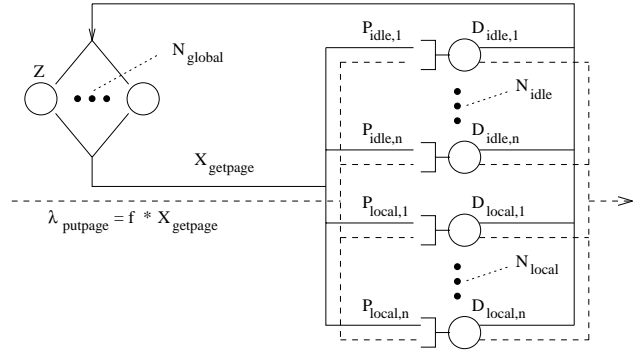 P_idle,1 D_idle,1
Z N_global
N_idle
P_idle,n D_idle,n
X_getpage
P_local,1 D_local,1
λ_putpage = f * X_getpage
N_local
P_local,n D_local,n